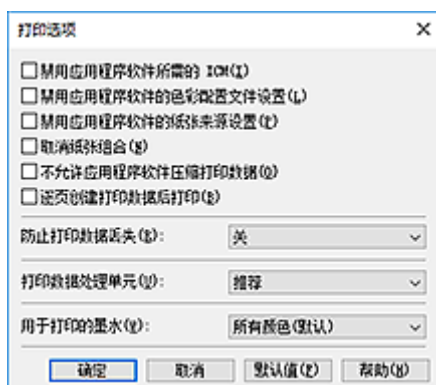 打印选项
禁用应用程序软件所需的 ICM(I)
禁用应用程序软件的色彩配置文件设置(L)
禁用应用程序软件的纸张来源设置(E)
取消纸张组合(N)
不允许应用程序软件压缩打印数据(O)
逐页创建打印数据后打印(R)
防止打印数据丢失(S): 关
打印数据处理单元(U): 推荐
用于打印的墨水(K): 所有颜色(默认)
确定 取消 默认值(F) 帮助(H)